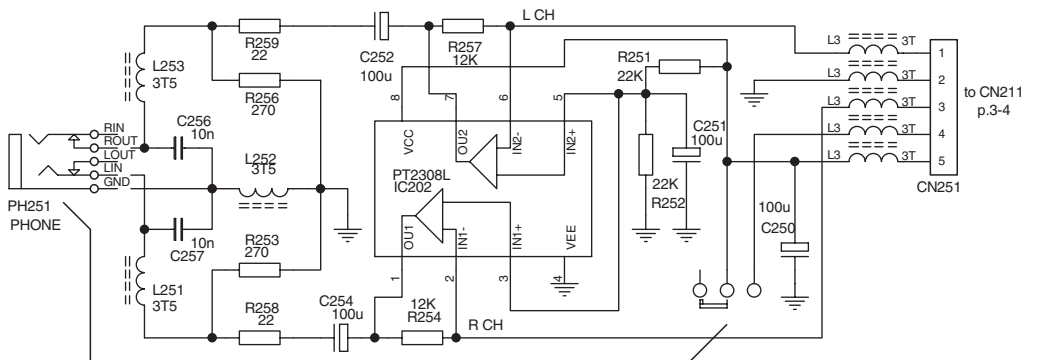 R259
22
C252
100u
R257
12K
L CH
L253
3T5
R256
270
R251
22K
L3
3T
1
L3
3T
2
L3
3T
3
L3
3T
4
L3
3T
5
to CN211
p.3-4
CN251
8
7
6
5
VCC
OU2
IN2-
IN2+
C251
100u
22K
R252
C256
10n
RIN
ROUT
LOUT
LIN
GND
PH251
PHONE
L252
3T5
PT2308L
IC202
OU1
IN1-
IN1+
VEE
1
2
3
4
10n
C257
R253
270
100u
C250
L251
3T5
R258
22
C254
100u
12K
R254
R CH